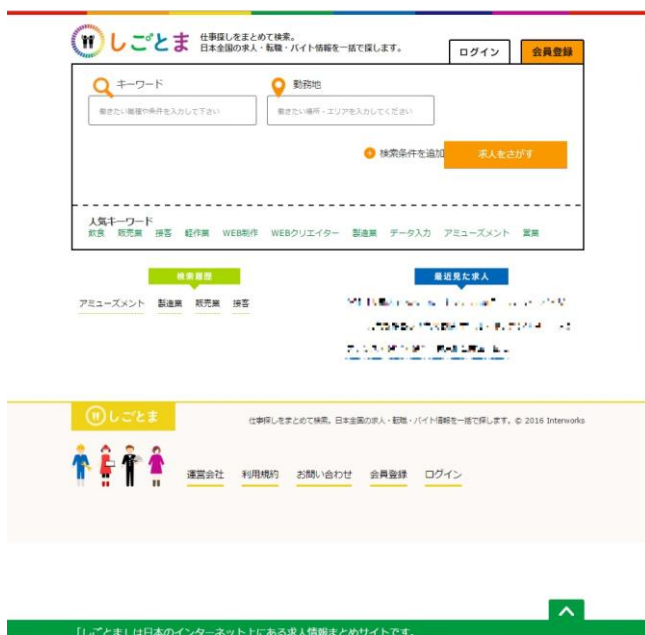 しごとま
仕事探しをまとめて検索。
日本全国の求人・転職・バイト情報を一括で探します。
ログイン
会員登録
キーワード
勤務地
働きたい職種や条件を入力して下さい
働きたい場所・エリアを入力してください
検索条件を追加
求人をさがす
人気キーワード
飲食 販売業 接客 軽作業 WEB制作 WEBクリエイター 製造業 データ入力 アミューズメント 営業
検索履歴
最近見た求人
アミューズメント 製造業 販売業 接客
しごとま
仕事探しをまとめて検索。日本全国の求人・転職・バイト情報を一括で探します。 © 2016 Interworks
運営会社 利用規約 お問い合わせ 会員登録 ログイン
「しごとま」は日本のインターネット上にある求人情報まとめサイトです。